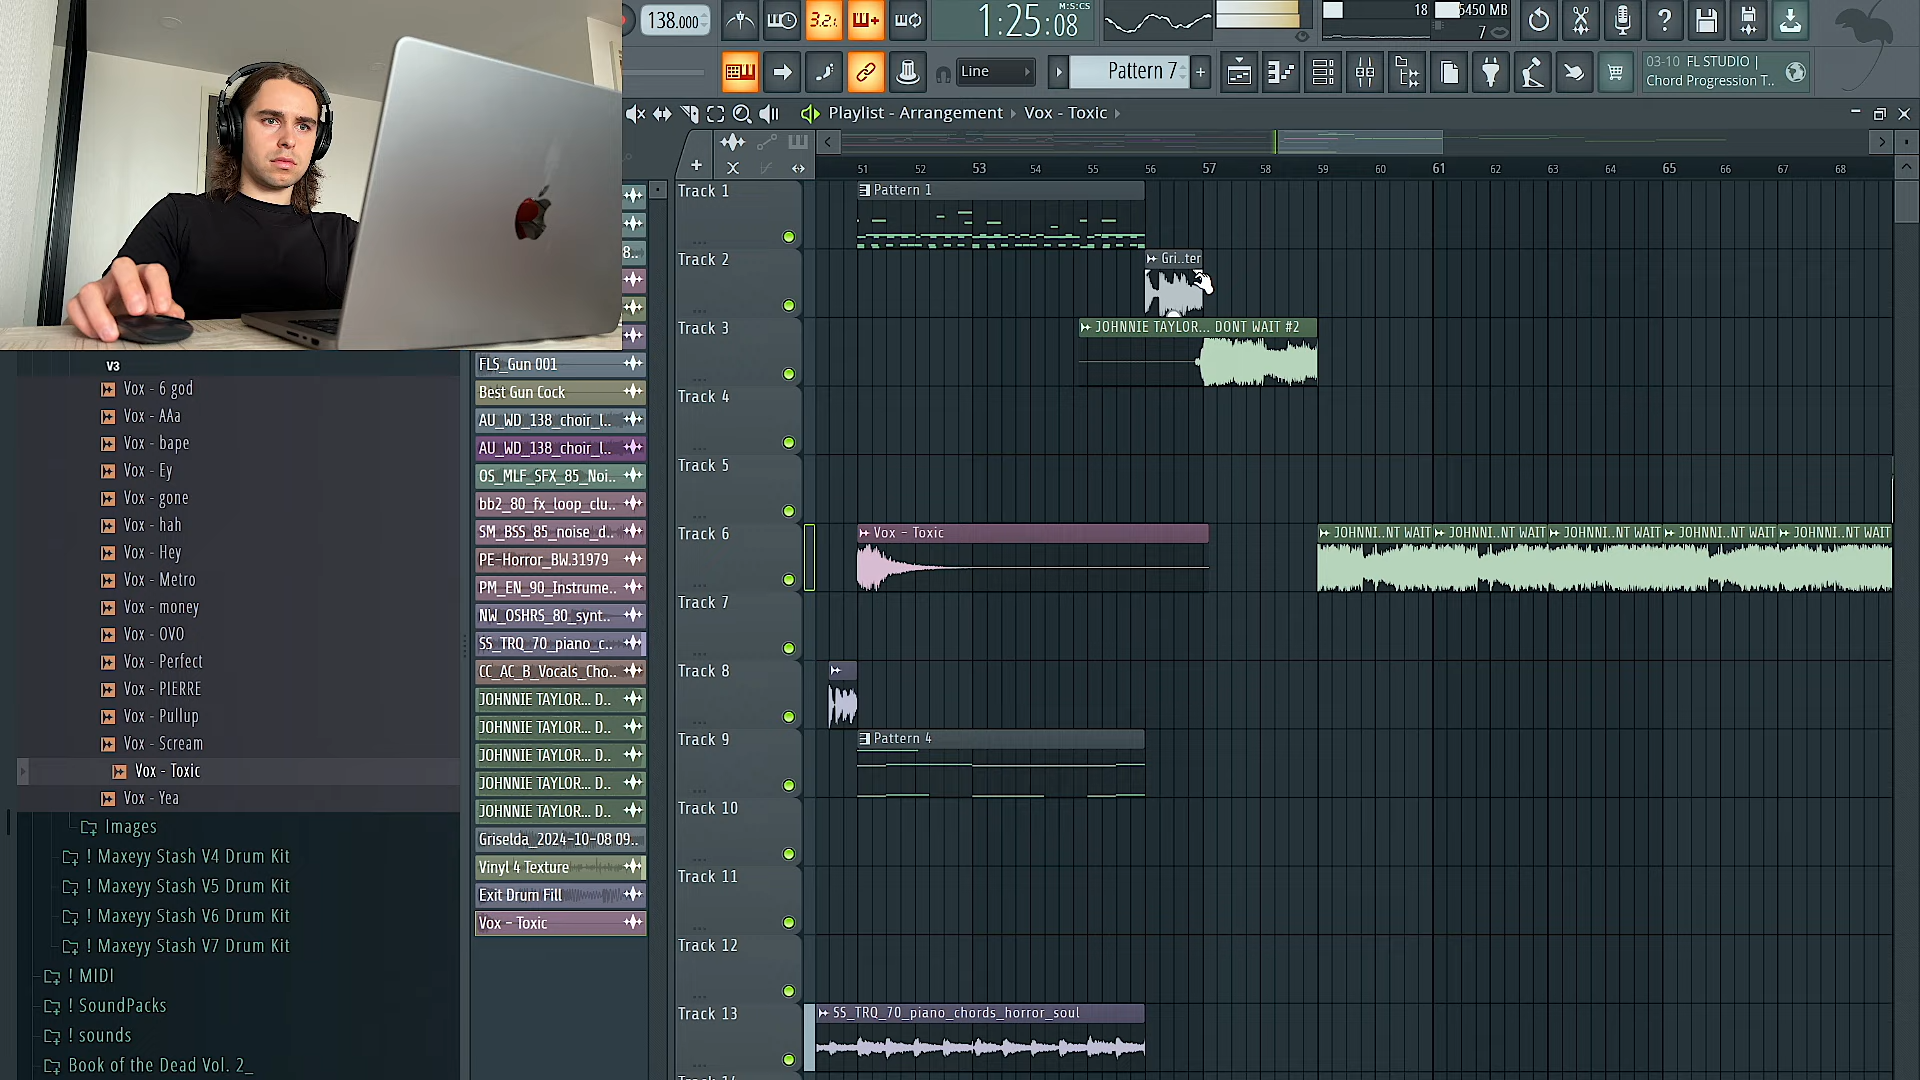 138.000
3.2
1:25:08
M:S:CS
18
5450 MB
7
Line
Pattern 7
03-10 FL STUDIO |
Chord Progression T..
Playlist - Arrangement
Vox - Toxic
51 52 53 54 55 56 57 58 59 60 61 62 63 64 65 66 67 68
Track 1
Pattern 1
Track 2
Gri..ter
Track 3
JOHNNIE TAYLOR... DONT WAIT #2
Track 4
Track 5
Track 6
Vox - Toxic
JOHNNI..NT WAIT
JOHNNI..NT WAIT
JOHNNI..NT WAIT
JOHNNI..NT WAIT
JOHNNI..NT WAIT
Track 7
Track 8
Track 9
Pattern 4
Track 10
Track 11
Track 12
Track 13
SS_TRQ_70_piano_chords_horror_soul
8..
FLS_Gun 001
Best Gun Cock
AU_WD_138_choir_l..
AU_WD_138_choir_l..
OS_MLF_SFX_85_Noi..
bb2_80_fx_loop_clu..
SM_BSS_85_noise_d..
PE-Horror_BW.31979
PM_EN_90_Instrume..
NW_OSHRS_80_synt..
SS_TRQ_70_piano_c..
CC_AC_B_Vocals_Cho..
JOHNNIE TAYLOR... D..
JOHNNIE TAYLOR... D..
JOHNNIE TAYLOR... D..
JOHNNIE TAYLOR... D..
JOHNNIE TAYLOR... D..
Griselda_2024-10-08 09..
Vinyl 4 Texture
Exit Drum Fill
Vox - Toxic
V3
Vox - 6 god
Vox - AAa
Vox - bape
Vox - Ey
Vox - gone
Vox - hah
Vox - Hey
Vox - Metro
Vox - money
Vox - OVO
Vox - Perfect
Vox - PIERRE
Vox - Pullup
Vox - Scream
Vox - Toxic
Vox - Yea
Images
! Maxeyy Stash V4 Drum Kit
! Maxeyy Stash V5 Drum Kit
! Maxeyy Stash V6 Drum Kit
! Maxeyy Stash V7 Drum Kit
! MIDI
! SoundPacks
! sounds
Book of the Dead Vol. 2_